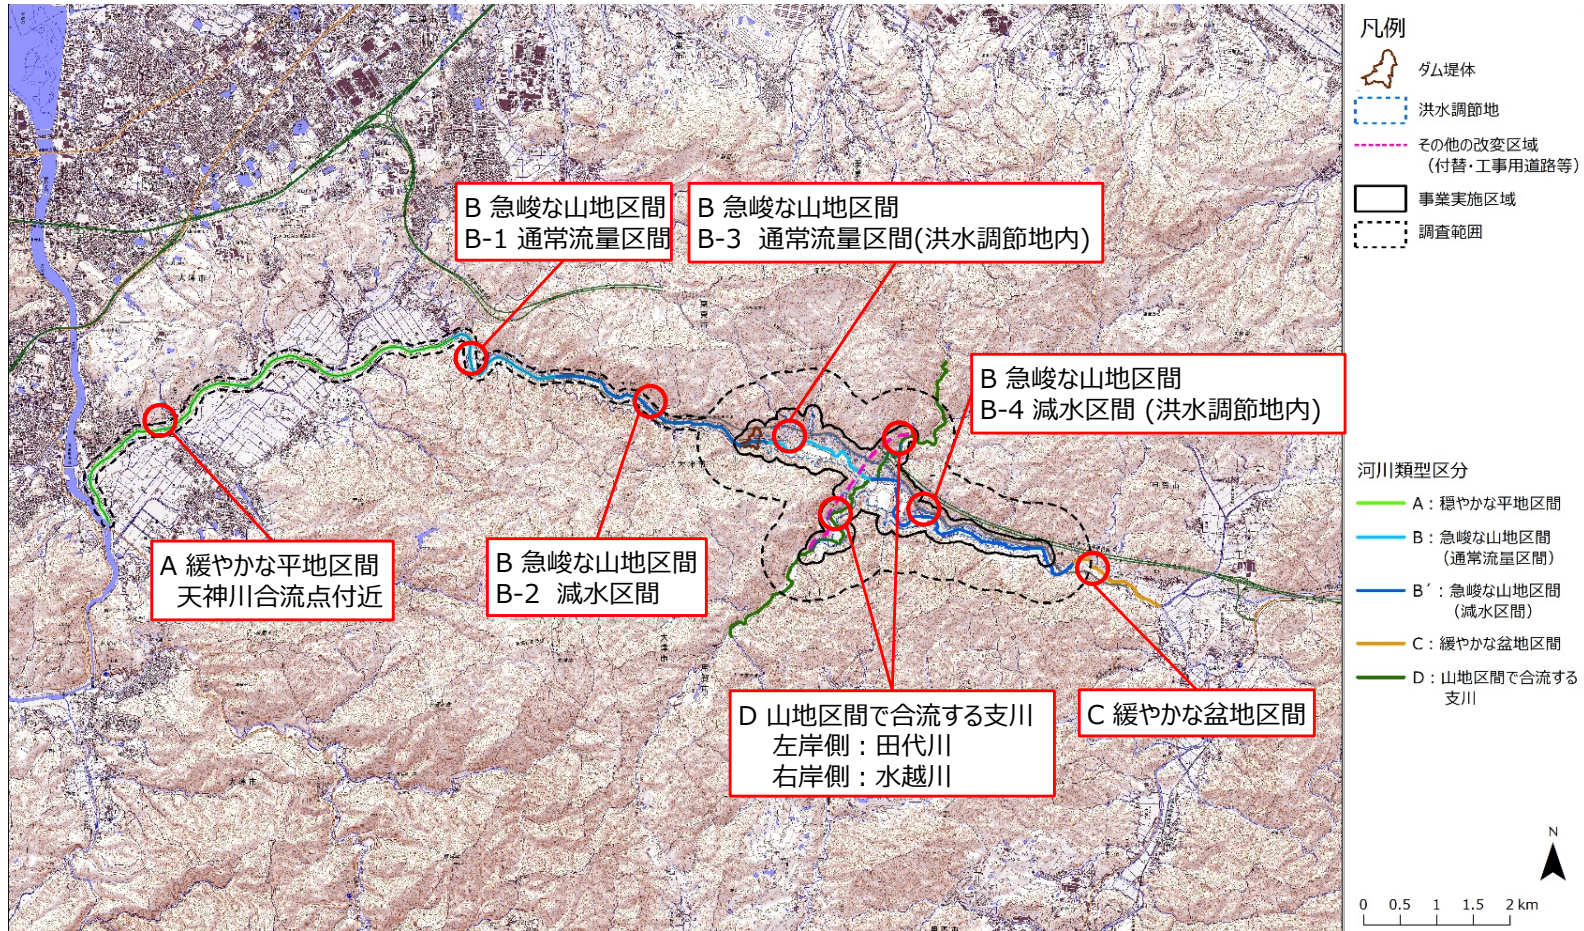 B 急峻な山地区間
B-1 通常流量区間
B 急峻な山地区間
B-3 通常流量区間(洪水調節地内)
B 急峻な山地区間
B-4 減水区間 (洪水調節地内)
A 緩やかな平地区間
天神川合流点付近
B 急峻な山地区間
B-2 減水区間
D 山地区間で合流する支川
左岸側：田代川
右岸側：水越川
C 緩やかな盆地区間
凡例
ダム堤体
洪水調節地
その他の改変区域
（付替・工事用道路等）
事業実施区域
調査範囲
河川類型区分
A：穏やかな平地区間
B：急峻な山地区間
（通常流量区間）
B´：急峻な山地区間
（減水区間）
C：緩やかな盆地区間
D：山地区間で合流する
支川
N
0 0.5 1 1.5 2 km
大津市
大津市
大津市